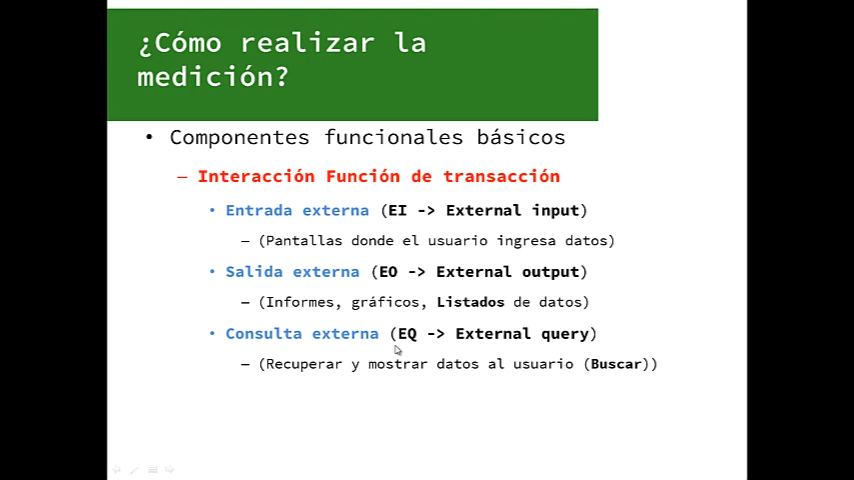 ¿Cómo realizar la
medición?
• Componentes funcionales básicos
– Interacción Función de transacción
• Entrada externa (EI -> External input)
– (Pantallas donde el usuario ingresa datos)
• Salida externa (EO -> External output)
– (Informes, gráficos, Listados de datos)
• Consulta externa (EQ -> External query)
– (Recuperar y mostrar datos al usuario (Buscar))